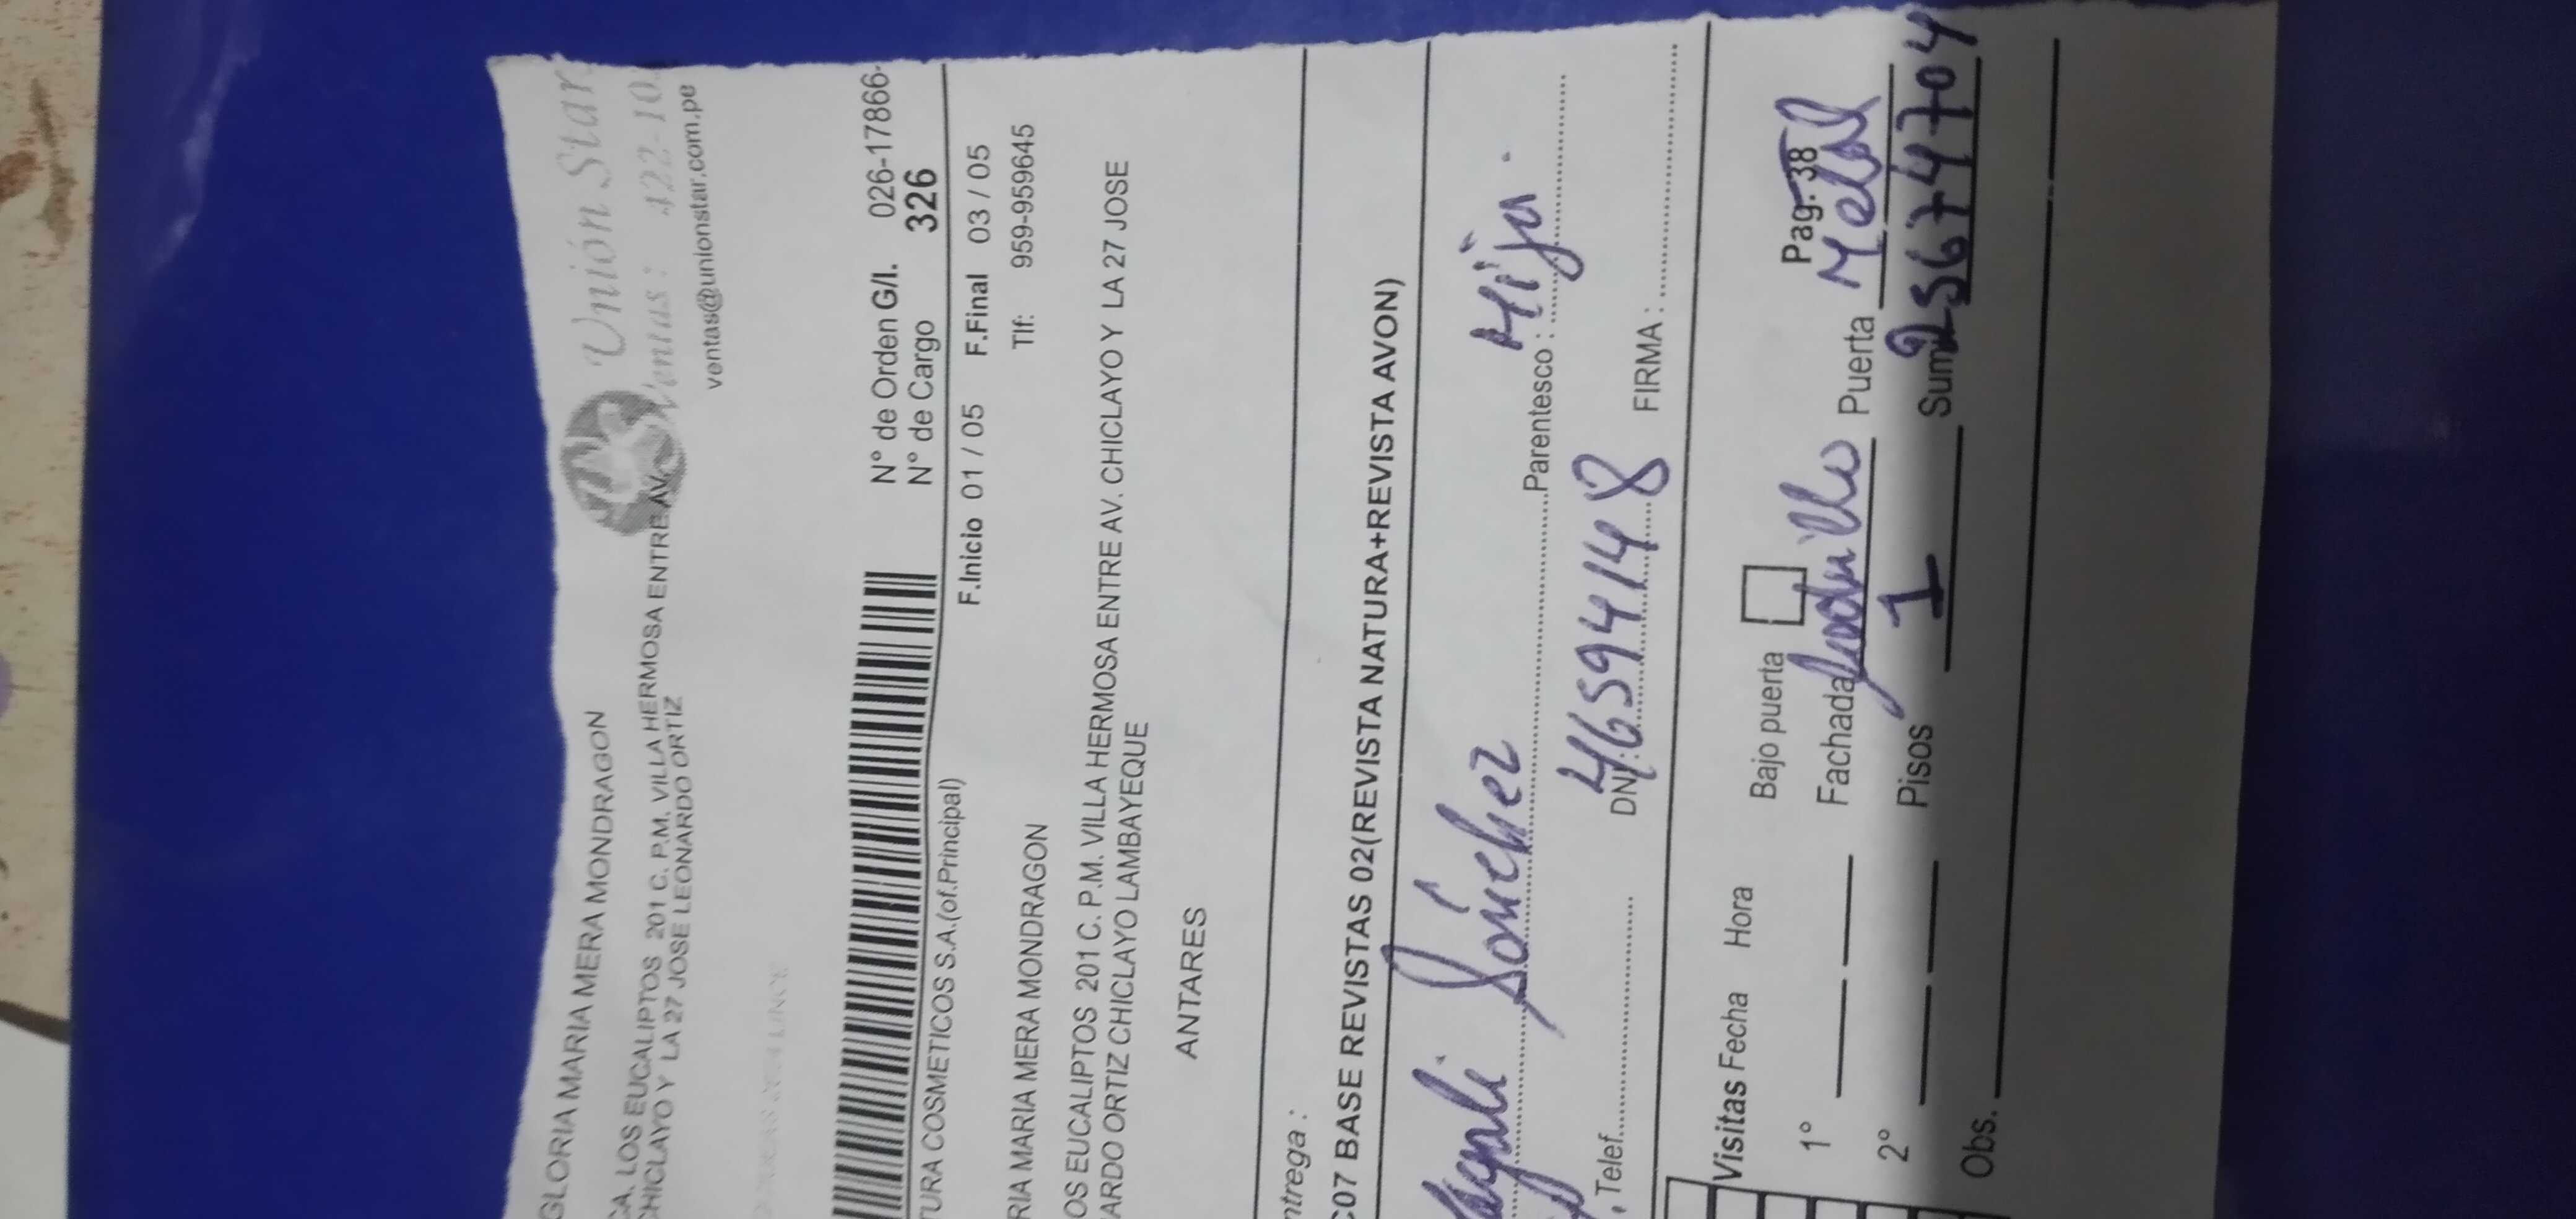 Unión Star
Ventas: 422-10
ventas@unionstar.com.pe
GLORIA MARIA MERA MONDRAGON
CA. LOS EUCALIPTOS 201 C. P.M. VILLA HERMOSA ENTRE AV.
CHICLAYO Y LA 27 JOSE LEONARDO ORTIZ
N° de Orden G/I. 026-17866-
N° de Cargo 326
TURA COSMETICOS S.A.(of.Principal)
F.Inicio 01 / 05 F.Final 03 / 05
RIA MARIA MERA MONDRAGON Tlf: 959-959645
OS EUCALIPTOS 201 C. P.M. VILLA HERMOSA ENTRE AV. CHICLAYO Y LA 27 JOSE
ARDO ORTIZ CHICLAYO LAMBAYEQUE
ANTARES
ntrega :
C07 BASE REVISTAS 02(REVISTA NATURA+REVISTA AVON)
Sánchez Parentesco : Hija
Telef. DNI: 46594148 FIRMA :
Visitas Fecha Hora Bajo puerta Pag. 38
1° Fachada Ladrillo Puerta Metal
2° Pisos 1 Sum 25674704
Obs.